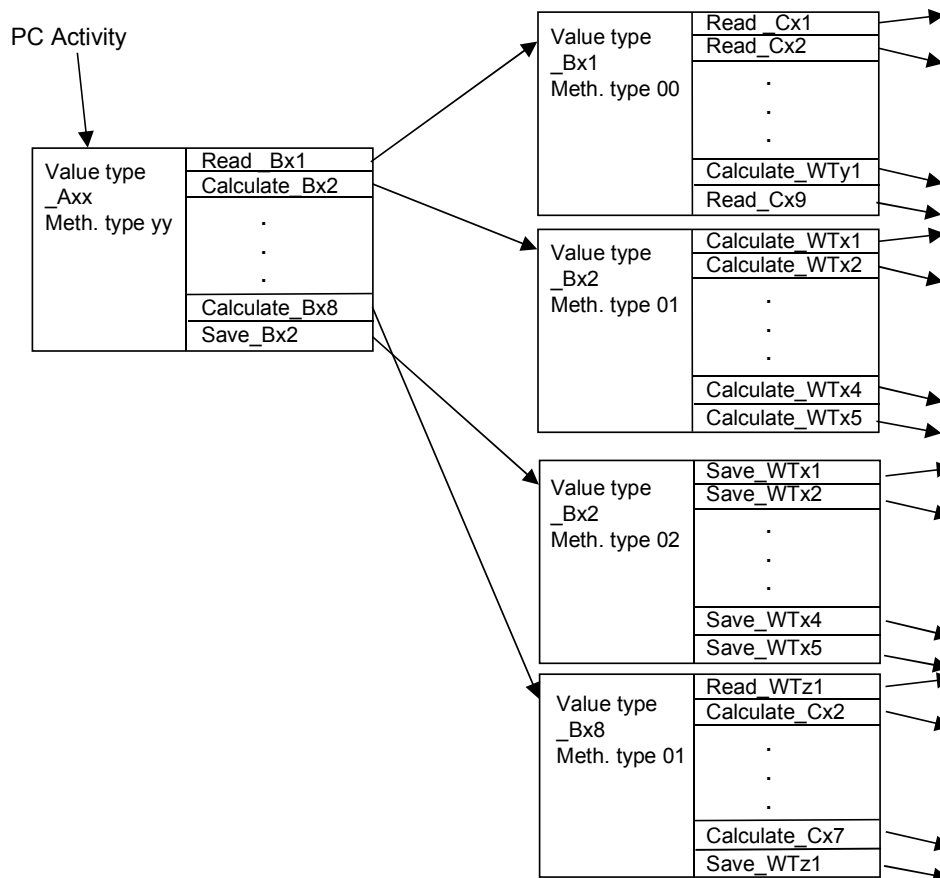 PC Activity
Value type
_Axx
Meth. type yy
Read _Bx1
Calculate_Bx2
.
.
.
Calculate_Bx8
Save_Bx2
Value type
_Bx1
Meth. type 00
Read _Cx1
Read_Cx2
.
.
.
Calculate_WTy1
Read_Cx9
Value type
_Bx2
Meth. type 01
Calculate_WTx1
Calculate_WTx2
.
.
.
Calculate_WTx4
Calculate_WTx5
Value type
_Bx2
Meth. type 02
Save_WTx1
Save_WTx2
.
.
.
Save_WTx4
Save_WTx5
Value type
_Bx8
Meth. type 01
Read_WTz1
Calculate_Cx2
.
.
.
Calculate_Cx7
Save_WTz1